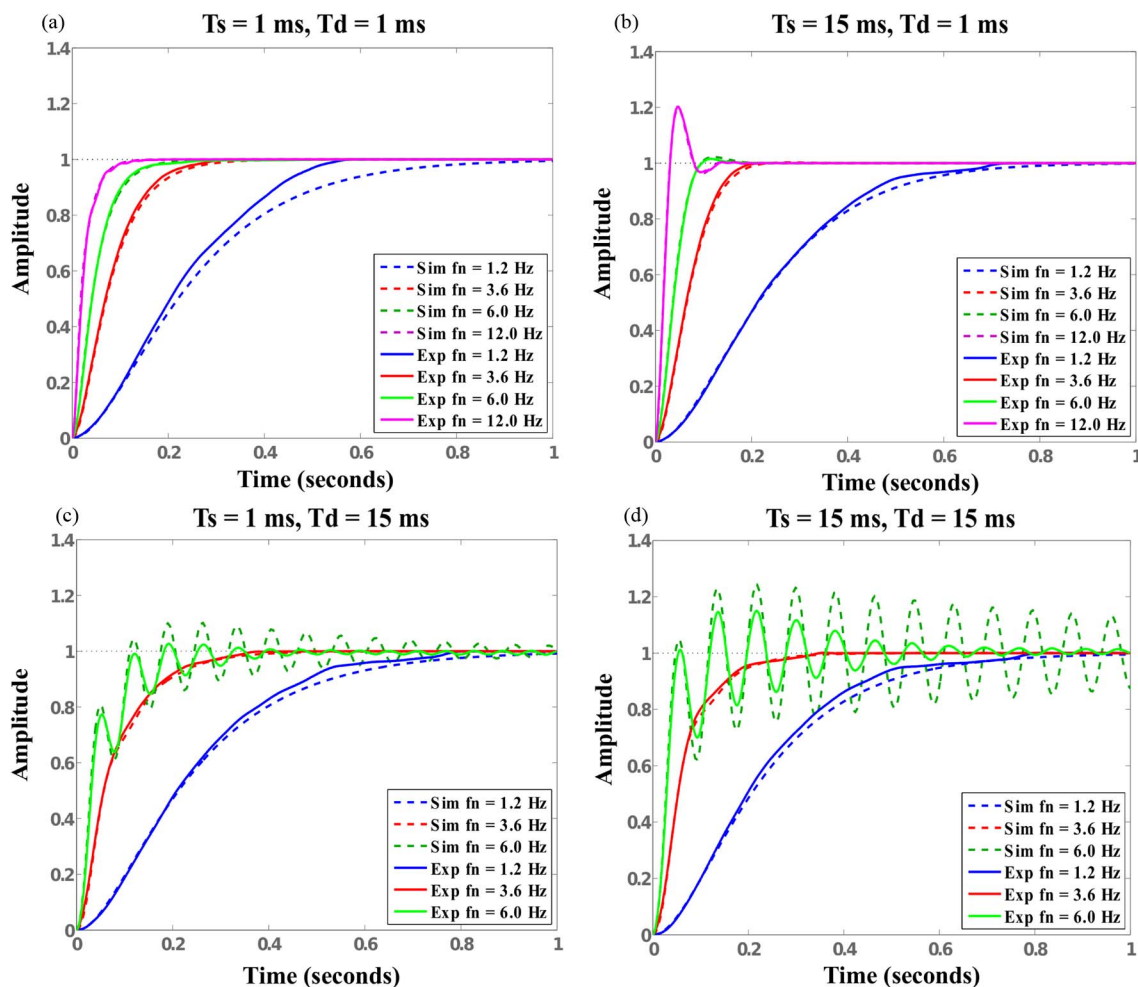 (a)
Ts = 1 ms, Td = 1 ms
1.4
1.2
1
0.8
0.6
0.4
0.2
0
Amplitude
0
0.2
0.4
0.6
0.8
1
Time (seconds)
Sim fn = 1.2 Hz
Sim fn = 3.6 Hz
Sim fn = 6.0 Hz
Sim fn = 12.0 Hz
Exp fn = 1.2 Hz
Exp fn = 3.6 Hz
Exp fn = 6.0 Hz
Exp fn = 12.0 Hz
(b)
Ts = 15 ms, Td = 1 ms
1.4
1.2
1
0.8
0.6
0.4
0.2
0
Amplitude
0
0.2
0.4
0.6
0.8
1
Time (seconds)
Sim fn = 1.2 Hz
Sim fn = 3.6 Hz
Sim fn = 6.0 Hz
Sim fn = 12.0 Hz
Exp fn = 1.2 Hz
Exp fn = 3.6 Hz
Exp fn = 6.0 Hz
Exp fn = 12.0 Hz
(c)
Ts = 1 ms, Td = 15 ms
1.4
1.2
1
0.8
0.6
0.4
0.2
0
Amplitude
0
0.2
0.4
0.6
0.8
1
Time (seconds)
Sim fn = 1.2 Hz
Sim fn = 3.6 Hz
Sim fn = 6.0 Hz
Exp fn = 1.2 Hz
Exp fn = 3.6 Hz
Exp fn = 6.0 Hz
(d)
Ts = 15 ms, Td = 15 ms
1.4
1.2
1
0.8
0.6
0.4
0.2
0
Amplitude
0
0.2
0.4
0.6
0.8
1
Time (seconds)
Sim fn = 1.2 Hz
Sim fn = 3.6 Hz
Sim fn = 6.0 Hz
Exp fn = 1.2 Hz
Exp fn = 3.6 Hz
Exp fn = 6.0 Hz